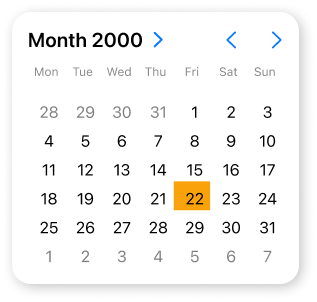 Month 2000
Mon Tue Wed Thu Fri Sat Sun
28 29 30 31 1 2 3
4 5 6 7 8 9 10
11 12 13 14 15 16 17
18 19 20 21 22 23 24
25 26 27 28 29 30 31
1 2 3 4 5 6 7